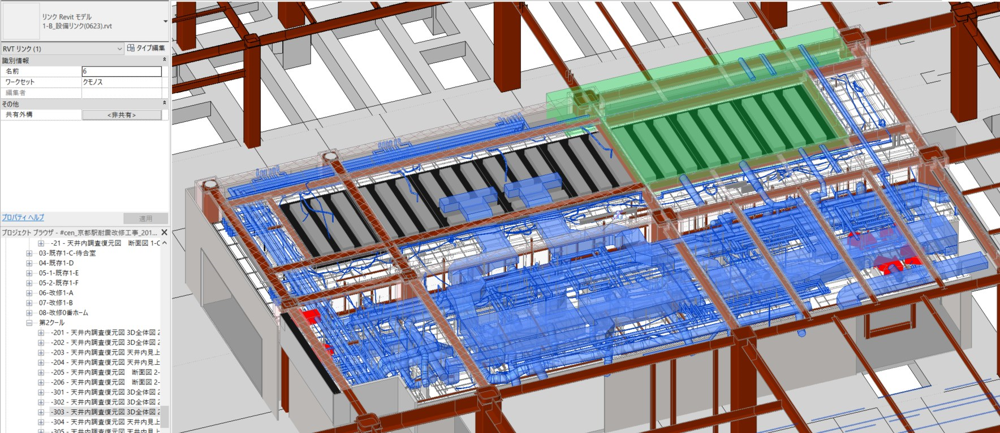 リンク Revit モデル
1-B_設備リンク(0623).rvt
RVT リンク (1)
タイプ編集
識別情報
名前
6
ワークセット
クモノス
編集者
その他
共有外構
<非共有>
プロパティ ヘルプ
適用
プロジェクト ブラウザ - #cen_京都駅耐震改修工事_201...
-21 - 天井内調査復元図 断面図 1-C
03-既存1-C-待合室
04-既存1-D
05-1-既存1-E
05-2-既存1-F
06-改修1-A
07-改修1-B
08-改修0番ホーム
第2クール
-201 - 天井内調査復元図 3D全体図 2
-202 - 天井内調査復元図 3D全体図 2
-203 - 天井内調査復元図 天井内見上
-204 - 天井内調査復元図 天井内見上
-205 - 天井内調査復元図 断面図 2-
-206 - 天井内調査復元図 断面図 2-
-301 - 天井内調査復元図 3D全体図 2
-302 - 天井内調査復元図 3D全体図 2
-303 - 天井内調査復元図 3D全体図 2
-304 - 天井内調査復元図 天井内見上
-305 - 天井内調査復元図 天井内見上